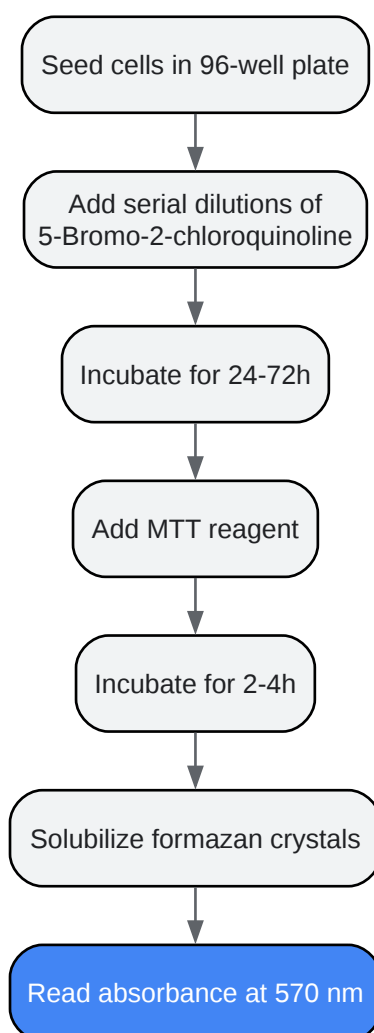 Seed cells in 96-well plate
Add serial dilutions of
5-Bromo-2-chloroquinoline
Incubate for 24-72h
Add MTT reagent
Incubate for 2-4h
Solubilize formazan crystals
Read absorbance at 570 nm